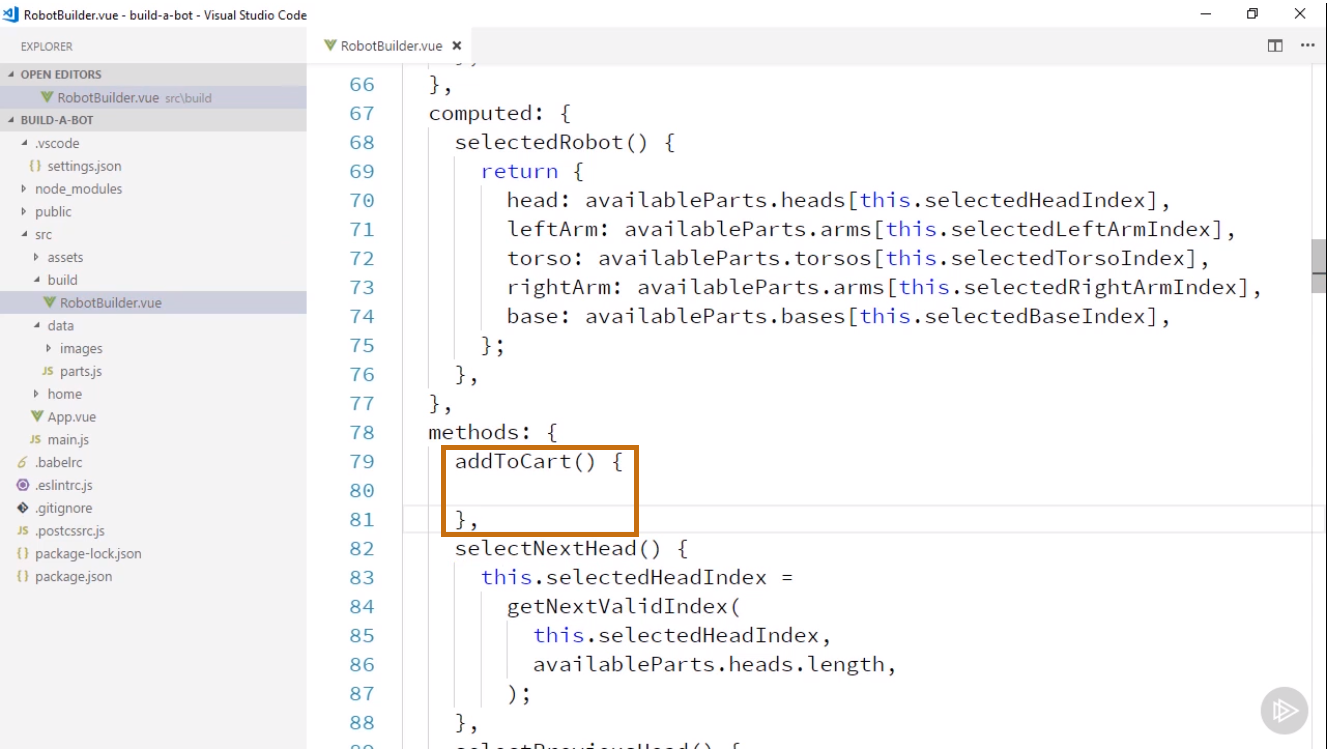 RobotBuilder.vue - build-a-bot - Visual Studio Code
EXPLORER
OPEN EDITORS
RobotBuilder.vue src\build
BUILD-A-BOT
.vscode
{} settings.json
node_modules
public
src
assets
build
RobotBuilder.vue
data
images
JS parts.js
home
App.vue
JS main.js
.babelrc
.eslintrc.js
.gitignore
JS .postcssrc.js
{} package-lock.json
{} package.json
RobotBuilder.vue
66 },
67 computed: {
68 selectedRobot() {
69 return {
70 head: availableParts.heads[this.selectedHeadIndex],
71 leftArm: availableParts.arms[this.selectedLeftArmIndex],
72 torso: availableParts.torsos[this.selectedTorsoIndex],
73 rightArm: availableParts.arms[this.selectedRightArmIndex],
74 base: availableParts.bases[this.selectedBaseIndex],
75 };
76 },
77 },
78 methods: {
79 addToCart() {
80
81 },
82 selectNextHead() {
83 this.selectedHeadIndex =
84 getNextValidIndex(
85 this.selectedHeadIndex,
86 availableParts.heads.length,
87 );
88 },